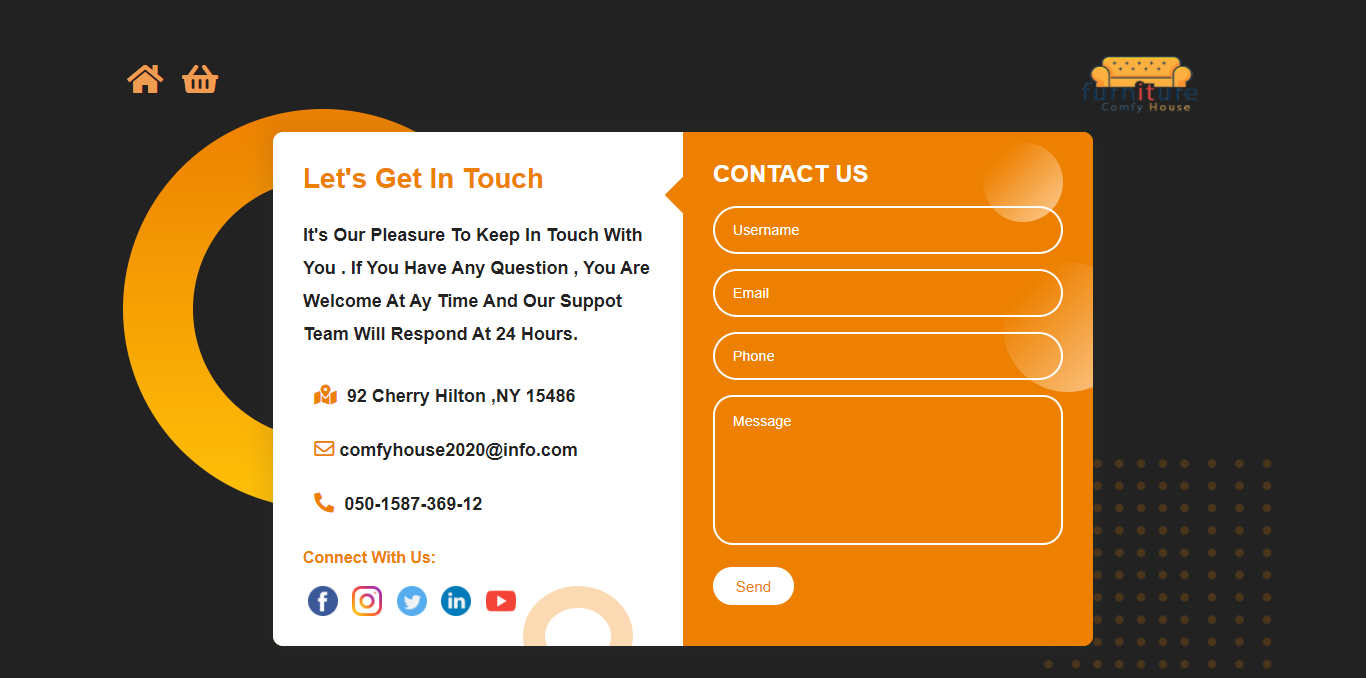 furniture
Comfy House
Let's Get In Touch
It's Our Pleasure To Keep In Touch With
You . If You Have Any Question , You Are
Welcome At Ay Time And Our Suppot
Team Will Respond At 24 Hours.
92 Cherry Hilton ,NY 15486
comfyhouse2020@info.com
050-1587-369-12
Connect With Us:
CONTACT US
Username
Email
Phone
Message
Send